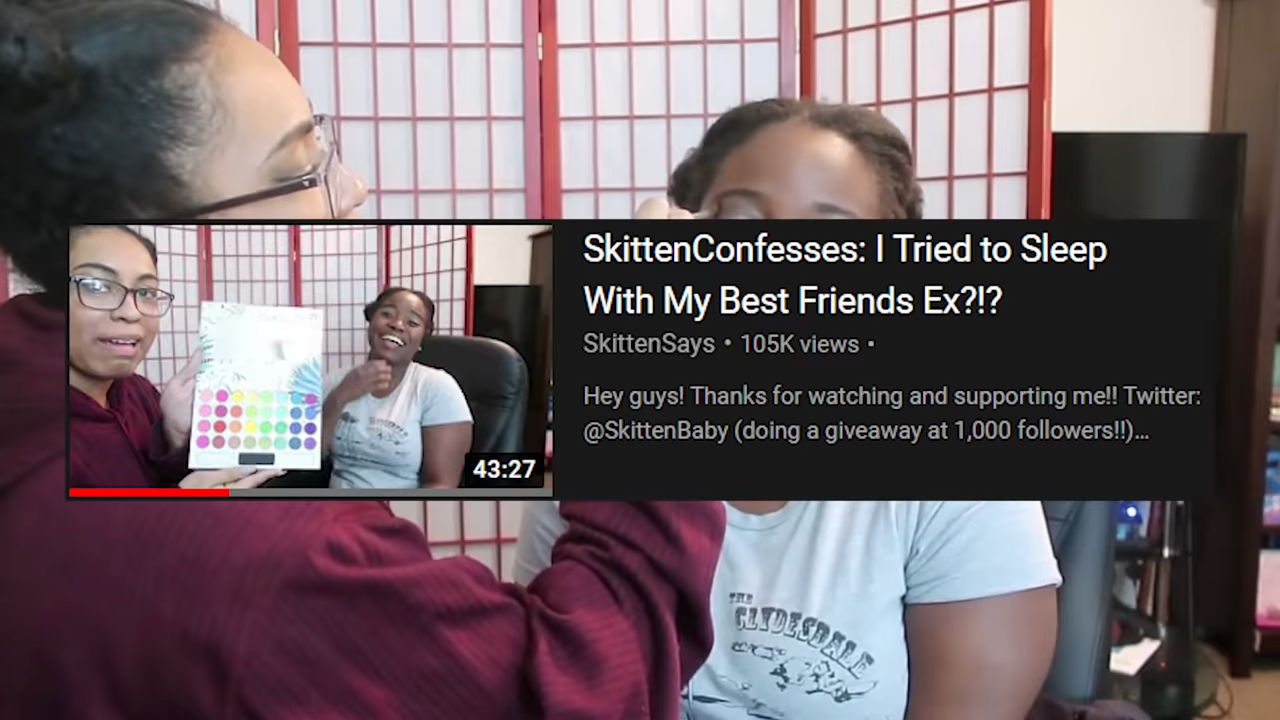 SkittenConfesses: I Tried to Sleep
With My Best Friends Ex?!?
SkittenSays • 105K views •
Hey guys! Thanks for watching and supporting me!! Twitter:
@SkittenBaby (doing a giveaway at 1,000 followers!!)...
43:27
THE
CLYDESDALE